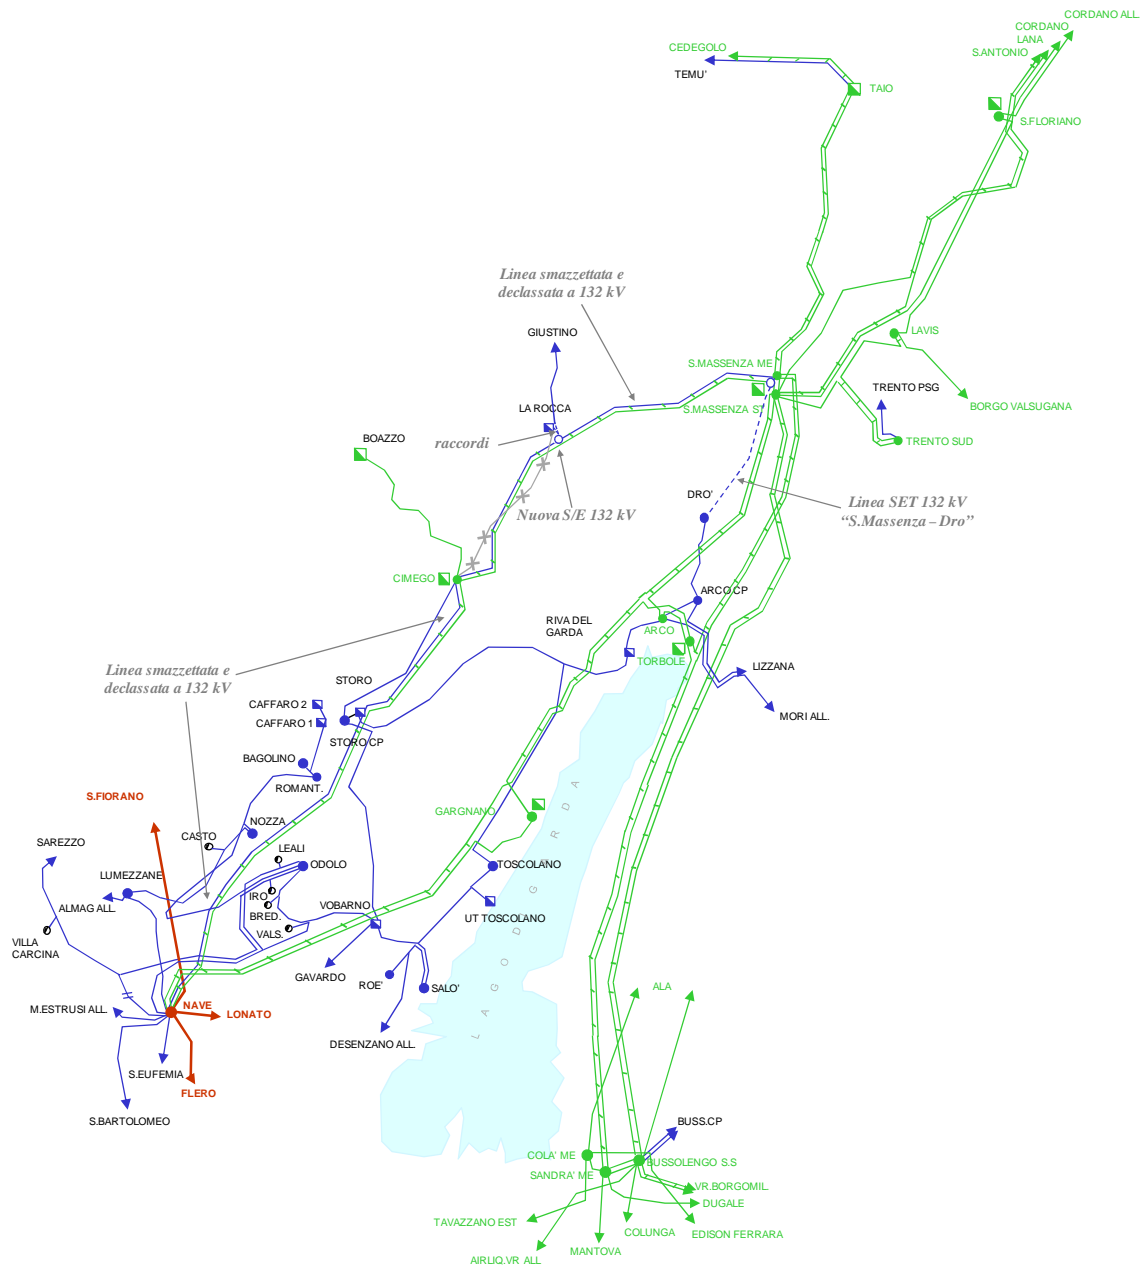 CORDANO ALL.
CORDANO
LANA
S.ANTONIO
CEDEGOLO
TEMU'
TAIO
S.FLORIANO
Linea smazzettata e
declassata a 132 kV
GIUSTINO
LAVIS
S.MASSENZA ME
TRENTO PSG
LA ROCCA
S.MASSENZA ST
BORGO VALSUGANA
BOAZZO
raccordi
TRENTO SUD
DRO'
Linea SET 132 kV
“S.Massenza – Dro”
Nuova S/E 132 kV
CIMEGO
ARCO CP
RIVA DEL
GARDA
ARCO
TORBOLE
LIZZANA
Linea smazzettata e
declassata a 132 kV
STORO
CAFFARO 2
CAFFARO 1
MORI ALL.
STORO CP
BAGOLINO
ROMANT.
S.FIORANO
GARGNANO
LAGO DI GARDA
NOZZA
CASTO
SAREZZO
LEALI
ODOLO
TOSCOLANO
LUMEZZANE
IRO
ALMAG ALL.
BRED.
VOBARNO
UT TOSCOLANO
VALS.
VILLA
CARCINA
GAVARDO
ROE'
SALO'
ALA
M.ESTRUSI ALL.
NAVE
LONATO
DESENZANO ALL.
S.EUFEMIA
FLERO
S.BARTOLOMEO
BUSS.CP
COLA' ME
BUSSOLENGO S.S
SANDRA' ME
VR.BORGOMIL.
DUGALE
TAVAZZANO EST
COLUNGA
EDISON FERRARA
MANTOVA
AIRLIQ.VR ALL